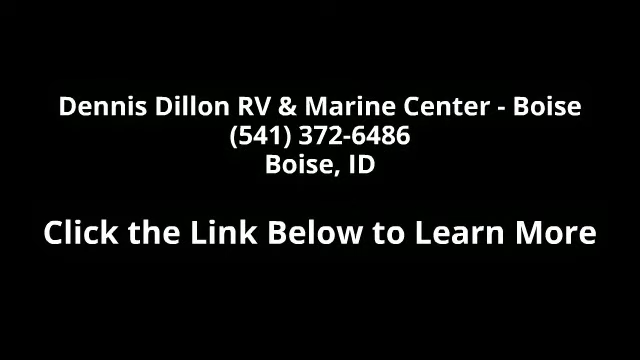 Dennis Dillon RV & Marine Center - Boise
(541) 372-6486
Boise, ID
Click the Link Below to Learn More